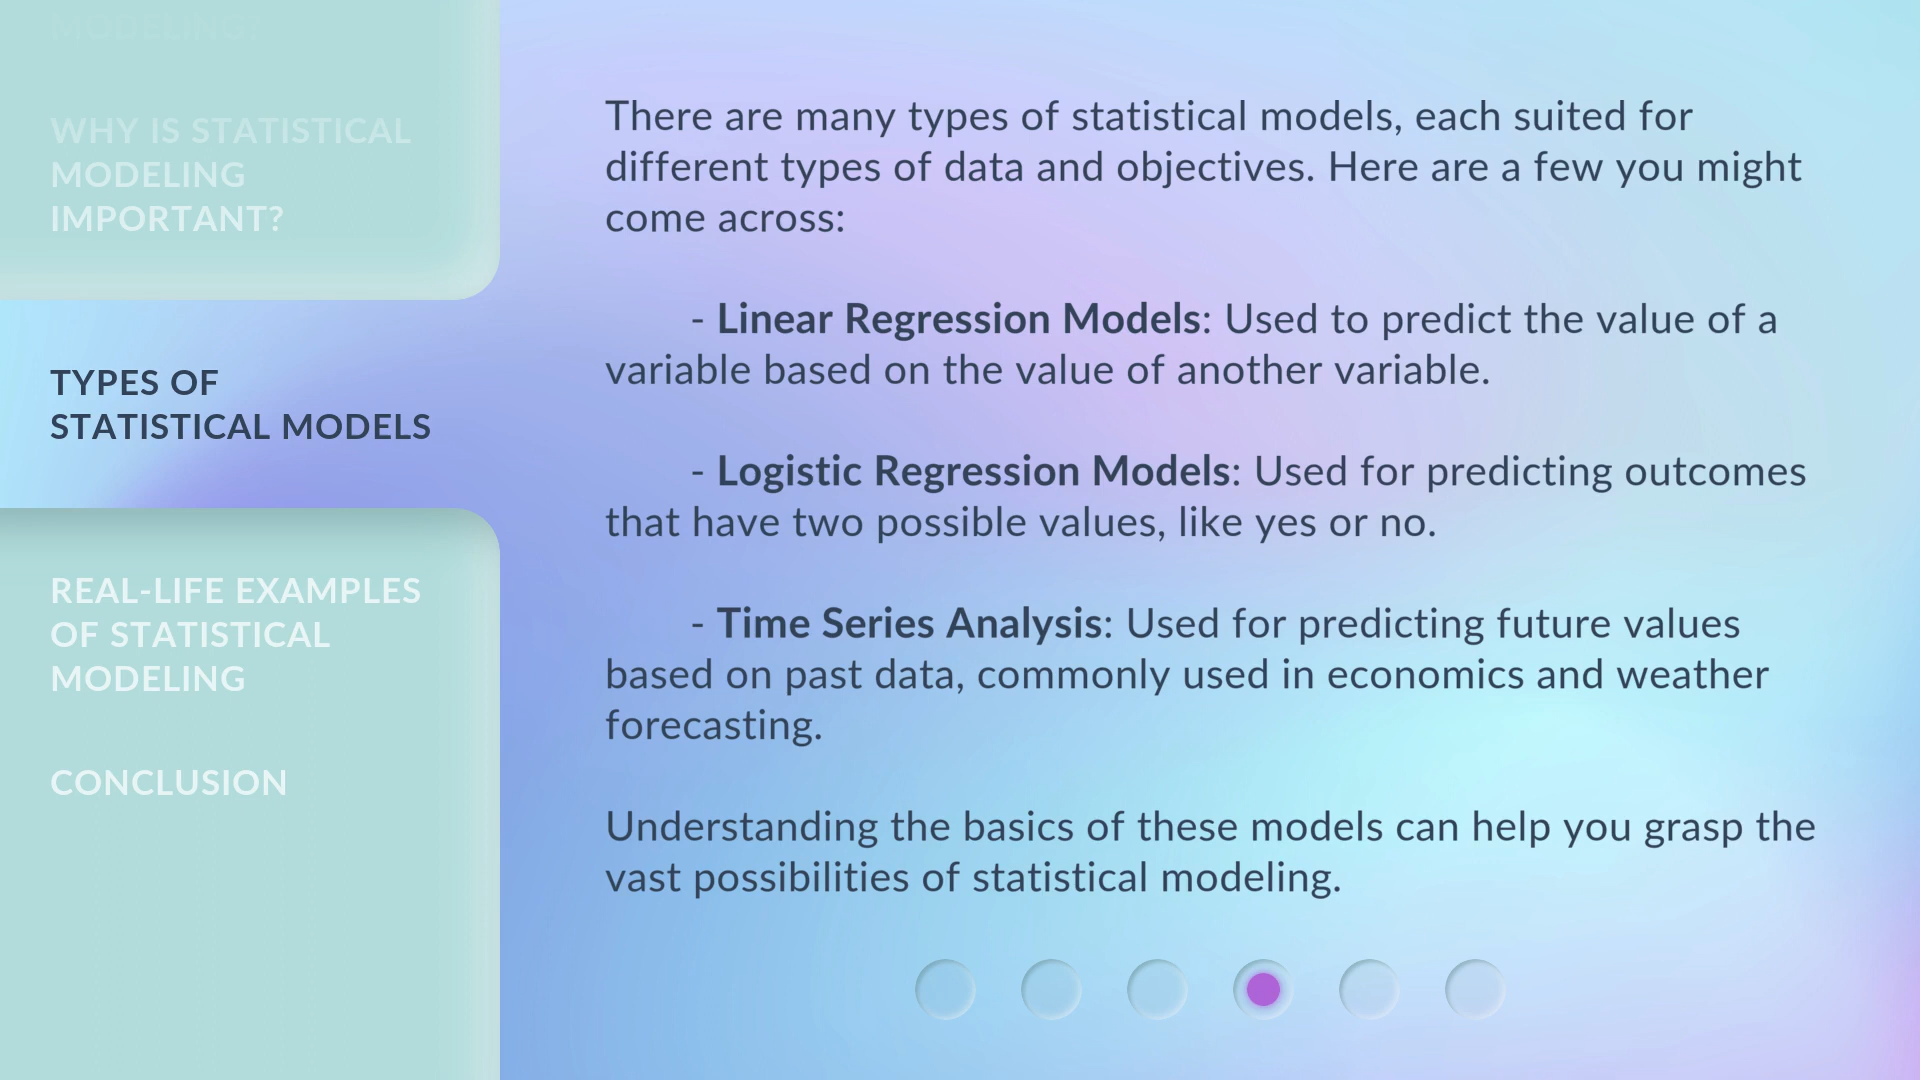 MODELING?
WHY IS STATISTICAL
MODELING
IMPORTANT?
TYPES OF
STATISTICAL MODELS
REAL-LIFE EXAMPLES
OF STATISTICAL
MODELING
CONCLUSION
There are many types of statistical models, each suited for
different types of data and objectives. Here are a few you might
come across:
- Linear Regression Models: Used to predict the value of a
variable based on the value of another variable.
- Logistic Regression Models: Used for predicting outcomes
that have two possible values, like yes or no.
- Time Series Analysis: Used for predicting future values
based on past data, commonly used in economics and weather
forecasting.
Understanding the basics of these models can help you grasp the
vast possibilities of statistical modeling.